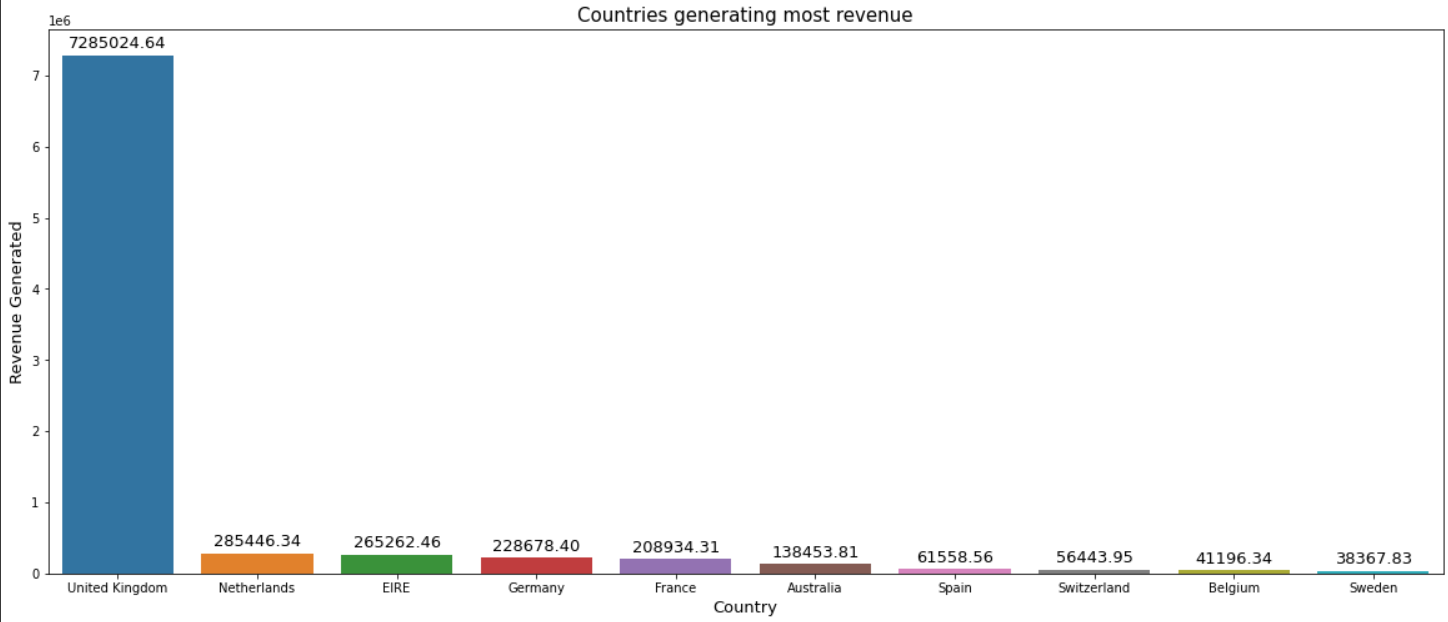 Countries generating most revenue
1e6
7285024.64
285446.34
265262.46
228678.40
208934.31
138453.81
61558.56
56443.95
41196.34
38367.83
7
6
5
4
3
2
1
0
Revenue Generated
United Kingdom
Netherlands
EIRE
Germany
France
Australia
Spain
Switzerland
Belgium
Sweden
Country